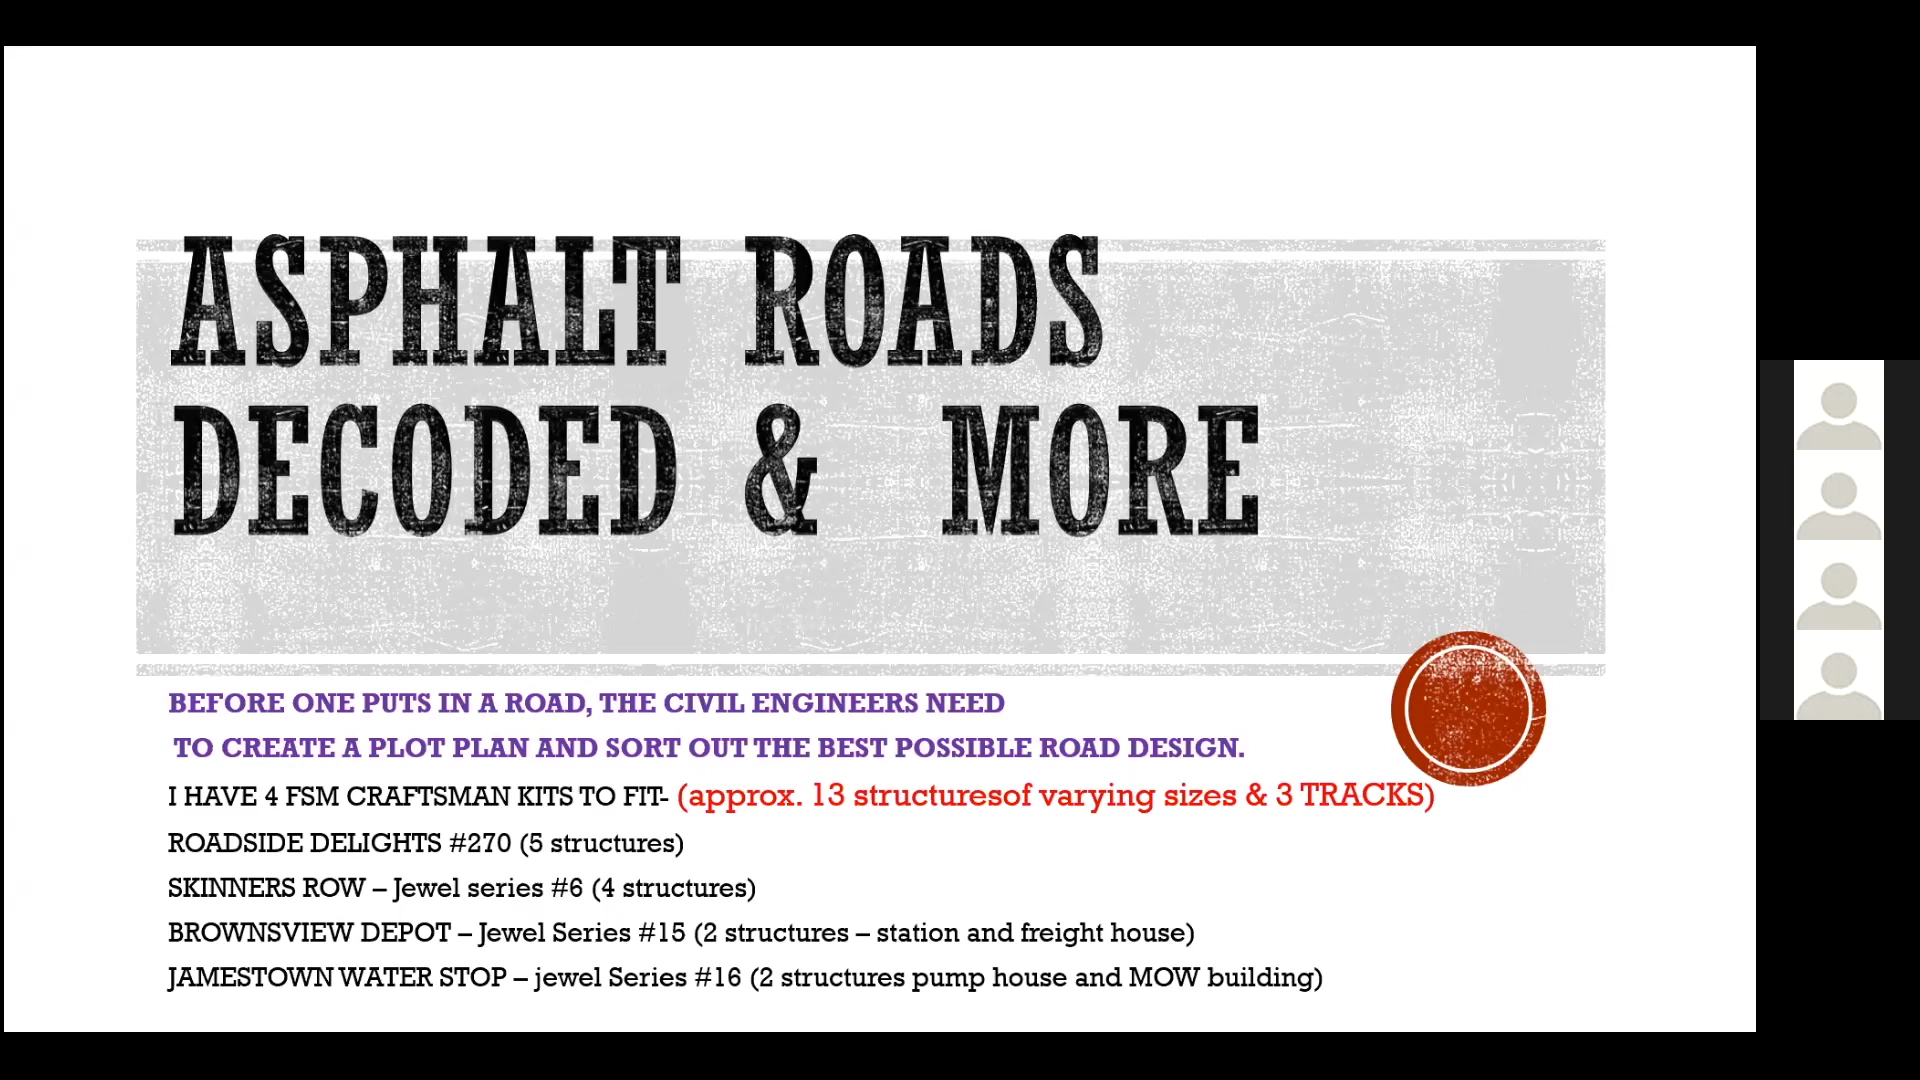 ASPHALT ROADS
DECODED & MORE
BEFORE ONE PUTS IN A ROAD, THE CIVIL ENGINEERS NEED
TO CREATE A PLOT PLAN AND SORT OUT THE BEST POSSIBLE ROAD DESIGN.
I HAVE 4 FSM CRAFTSMAN KITS TO FIT- (approx. 13 structuresof varying sizes & 3 TRACKS)
ROADSIDE DELIGHTS #270 (5 structures)
SKINNERS ROW – Jewel series #6 (4 structures)
BROWNSVIEW DEPOT – Jewel Series #15 (2 structures – station and freight house)
JAMESTOWN WATER STOP – jewel Series #16 (2 structures pump house and MOW building)